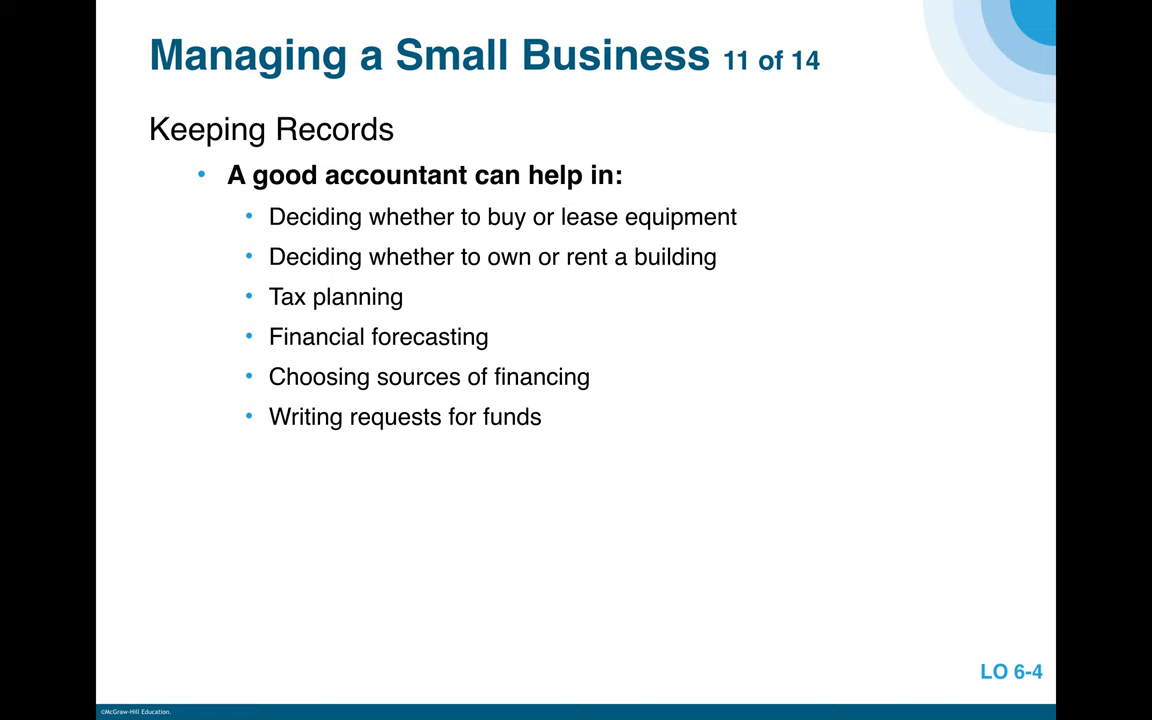 Managing a Small Business 11 of 14
Keeping Records
• A good accountant can help in:
• Deciding whether to buy or lease equipment
• Deciding whether to own or rent a building
• Tax planning
• Financial forecasting
• Choosing sources of financing
• Writing requests for funds
LO 6-4
©McGraw-Hill Education.